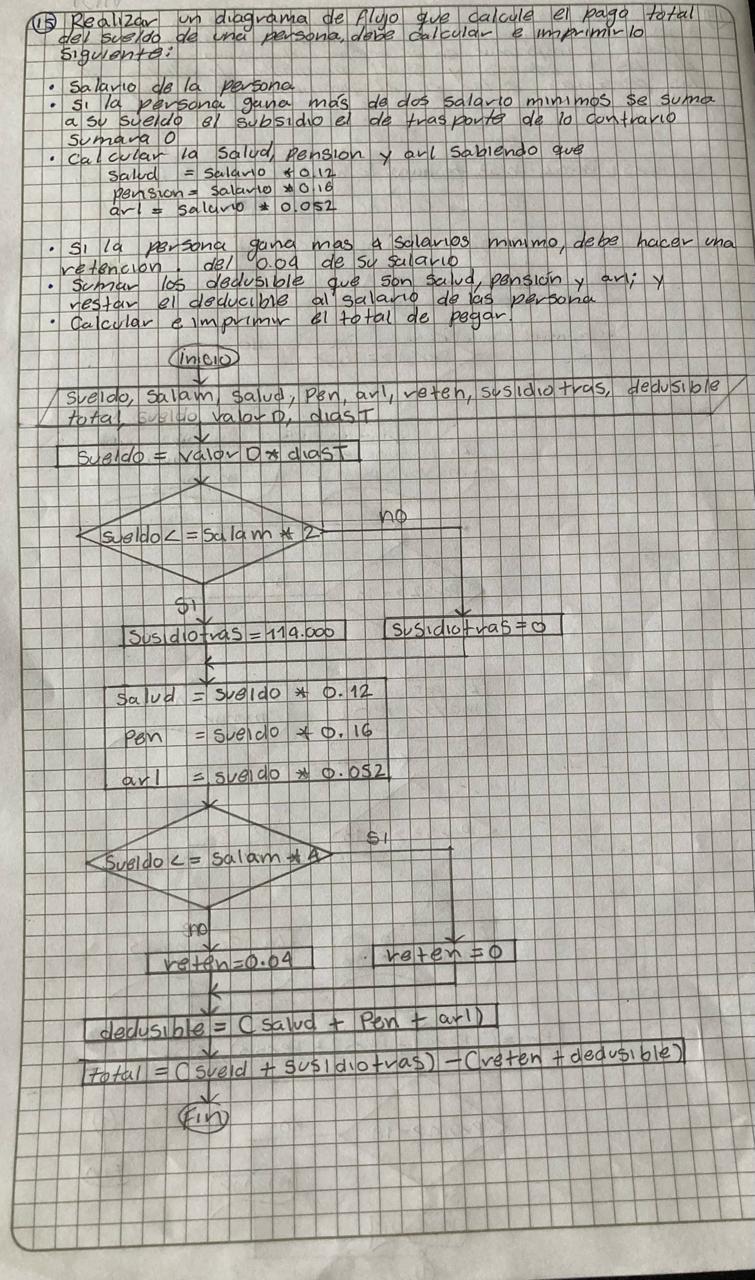 15 Realizar un diagrama de flujo que calcule el pago total
del sueldo de una persona, debe calcular e imprimir lo
siguiente:
• Salario de la persona
• si la persona gana más de dos salario minimos se suma
a su sueldo el subsidio el de trasporte de lo contrario
sumara 0
• Calcular la salud, pension y arl sabiendo que
salud = salario * 0.12
pension = salario * 0.16
arl = salario * 0.052
• si la persona gana mas 4 salarios minimo, debe hacer una
retencion. del 0.04 de su salario
• Sumar los dedusible que son salud, pensión y arl; y
restar el deducible al salario de las persona
• Calcular e imprimir el total de pegar.
inicio
sueldo, salam, salud, pen, arl, reten, susidiotras, dedusible
total, sueldo, valorD, diasT
sueldo = valorD * diasT
sueldo <= salam * 2
no
si
susidiotras = 114.000
susidiotras = 0
salud = sueldo * 0.12
pen = sueldo * 0.16
arl = sueldo * 0.052
sueldo <= salam * 4
si
no
reten = 0.04
reten = 0
dedusible = (salud + pen + arl)
total = (sueld + susidiotras) - (reten + dedusible)
Fin